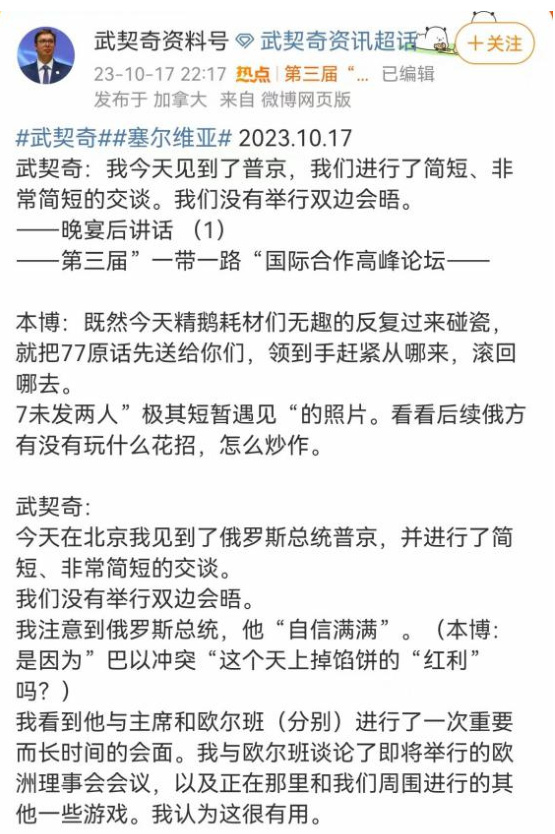 武契奇资料号 武契奇资讯超话
+关注
23-10-17 22:17 热点 第三届“... 已编辑
发布于 加拿大 来自 微博网页版
#武契奇##塞尔维亚# 2023.10.17
武契奇：我今天见到了普京，我们进行了简短、非
常简短的交谈。我们没有举行双边会晤。
——晚宴后讲话 （1）
——第三届”一带一路“国际合作高峰论坛——
本博：既然今天精鹅耗材们无趣的反复过来碰瓷，
就把77原话先送给你们，领到手赶紧从哪来，滚回
哪去。
7未发两人”极其短暂遇见“的照片。看看后续俄方
有没有玩什么花招，怎么炒作。
武契奇：
今天在北京我见到了俄罗斯总统普京，并进行了简
短、非常简短的交谈。
我们没有举行双边会晤。
我注意到俄罗斯总统，他“自信满满”。（本博：
是因为”巴以冲突“这个天上掉馅饼的“红利”
吗？）
我看到他与主席和欧尔班（分别）进行了一次重要
而长时间的会面。我与欧尔班谈论了即将举行的欧
洲理事会会议，以及正在那里和我们周围进行的其
他一些游戏。我认为这很有用。